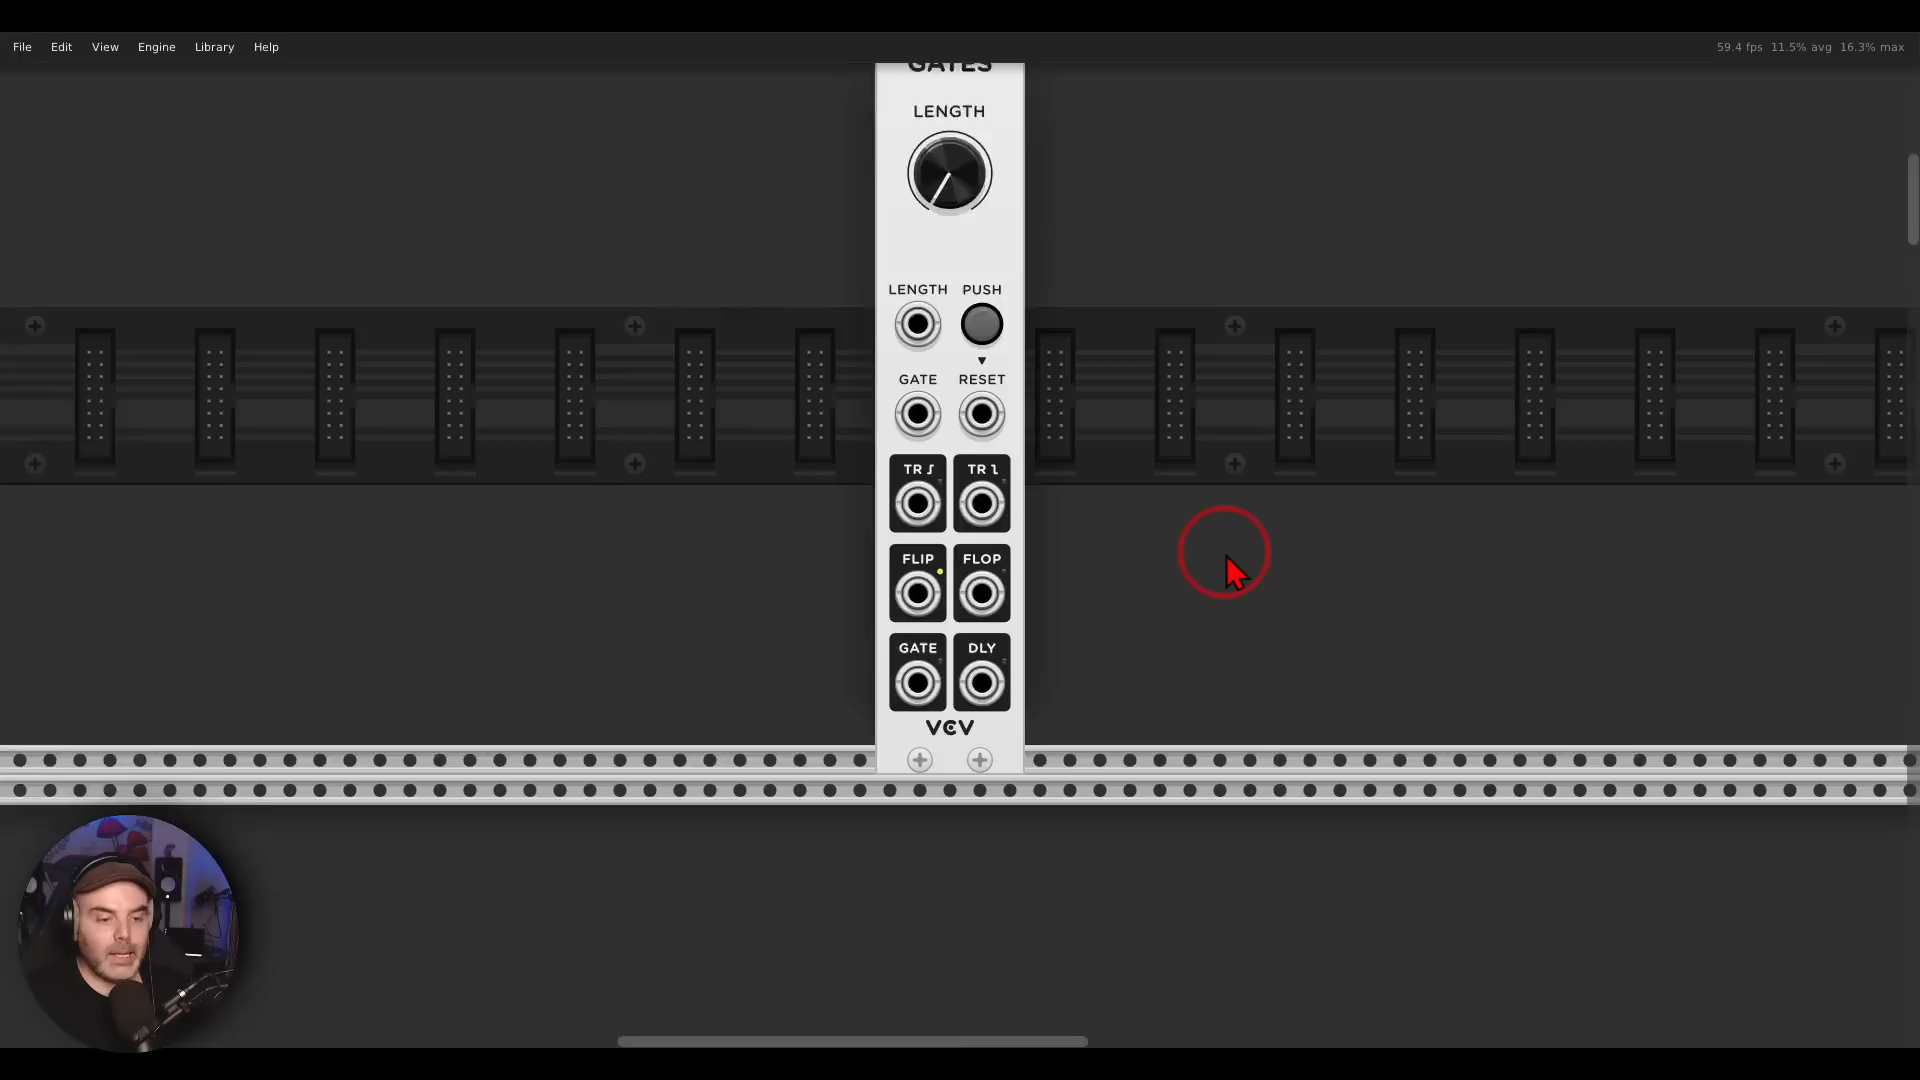 File Edit View Engine Library Help 59.4 fps 11.5% avg 16.3% max
GATES
LENGTH
LENGTH PUSH
GATE RESET
TR TR
FLIP FLOP
GATE DLY
VCV